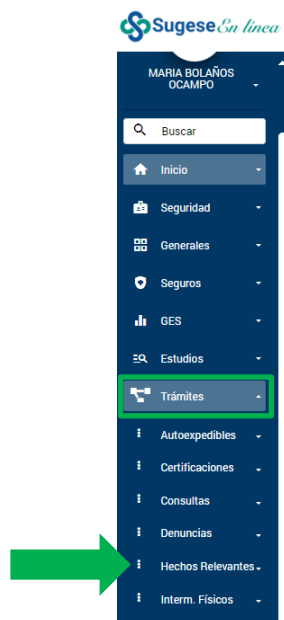 Sugese En línea
MARIA BOLAÑOS
OCAMPO
Buscar
Inicio
Seguridad
Generales
Seguros
GES
Estudios
Trámites
Autoexpedibles
Certificaciones
Consultas
Denuncias
Hechos Relevantes
Interm. Físicos